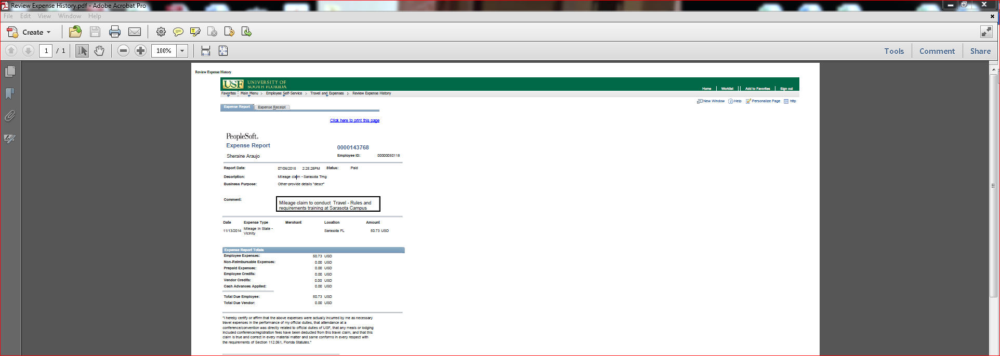 Review Expense History.pdf - Adobe Acrobat Pro
File Edit View Window Help
Create
1 / 1 100% Tools Comment Share
Review Expense History
USF UNIVERSITY OF
SOUTH FLORIDA
Home Worklist Add to Favorites Sign out
Favorites Main Menu > Employee Self-Service > Travel and Expenses > Review Expense History
New Window ? Help Personalize Page http
Expense Report Expense Receipt
Click here to print this page
PeopleSoft.
Expense Report
0000143768
Sheraine Araujo Employee ID: 00000050118
Report Date: 07/06/2015 2:25:28PM Status: Paid
Description: Mileage claim - Sarasota Trng
Business Purpose: Other-provide details "descr"
Comment: Mileage claim to conduct Travel - Rules and
requirements training at Sarasota Campus
Date Expense Type Merchant Location Amount
11/13/2014 Mileage In State - Sarasota FL 50.73 USD
Vicinity
Expense Report Totals
Employee Expenses: 50.73 USD
Non-Reimbursable Expenses: 0.00 USD
Prepaid Expenses: 0.00 USD
Employee Credits: 0.00 USD
Vendor Credits: 0.00 USD
Cash Advances Applied: 0.00 USD
Total Due Employee: 50.73 USD
Total Due Vendor: 0.00 USD
"I hereby certify or affirm that the above expenses were actually incurred by me as necessary
travel expenses in the performance of my official duties, that attendance at a
conference/convention was directly related to official duties of USF, that any meals or lodging
included conference/registration fees have been deducted from this travel claim, and that this
claim is true and correct in every material matter and same conforms in every respect with
the requirements of Section 112.061, Florida Statutes."